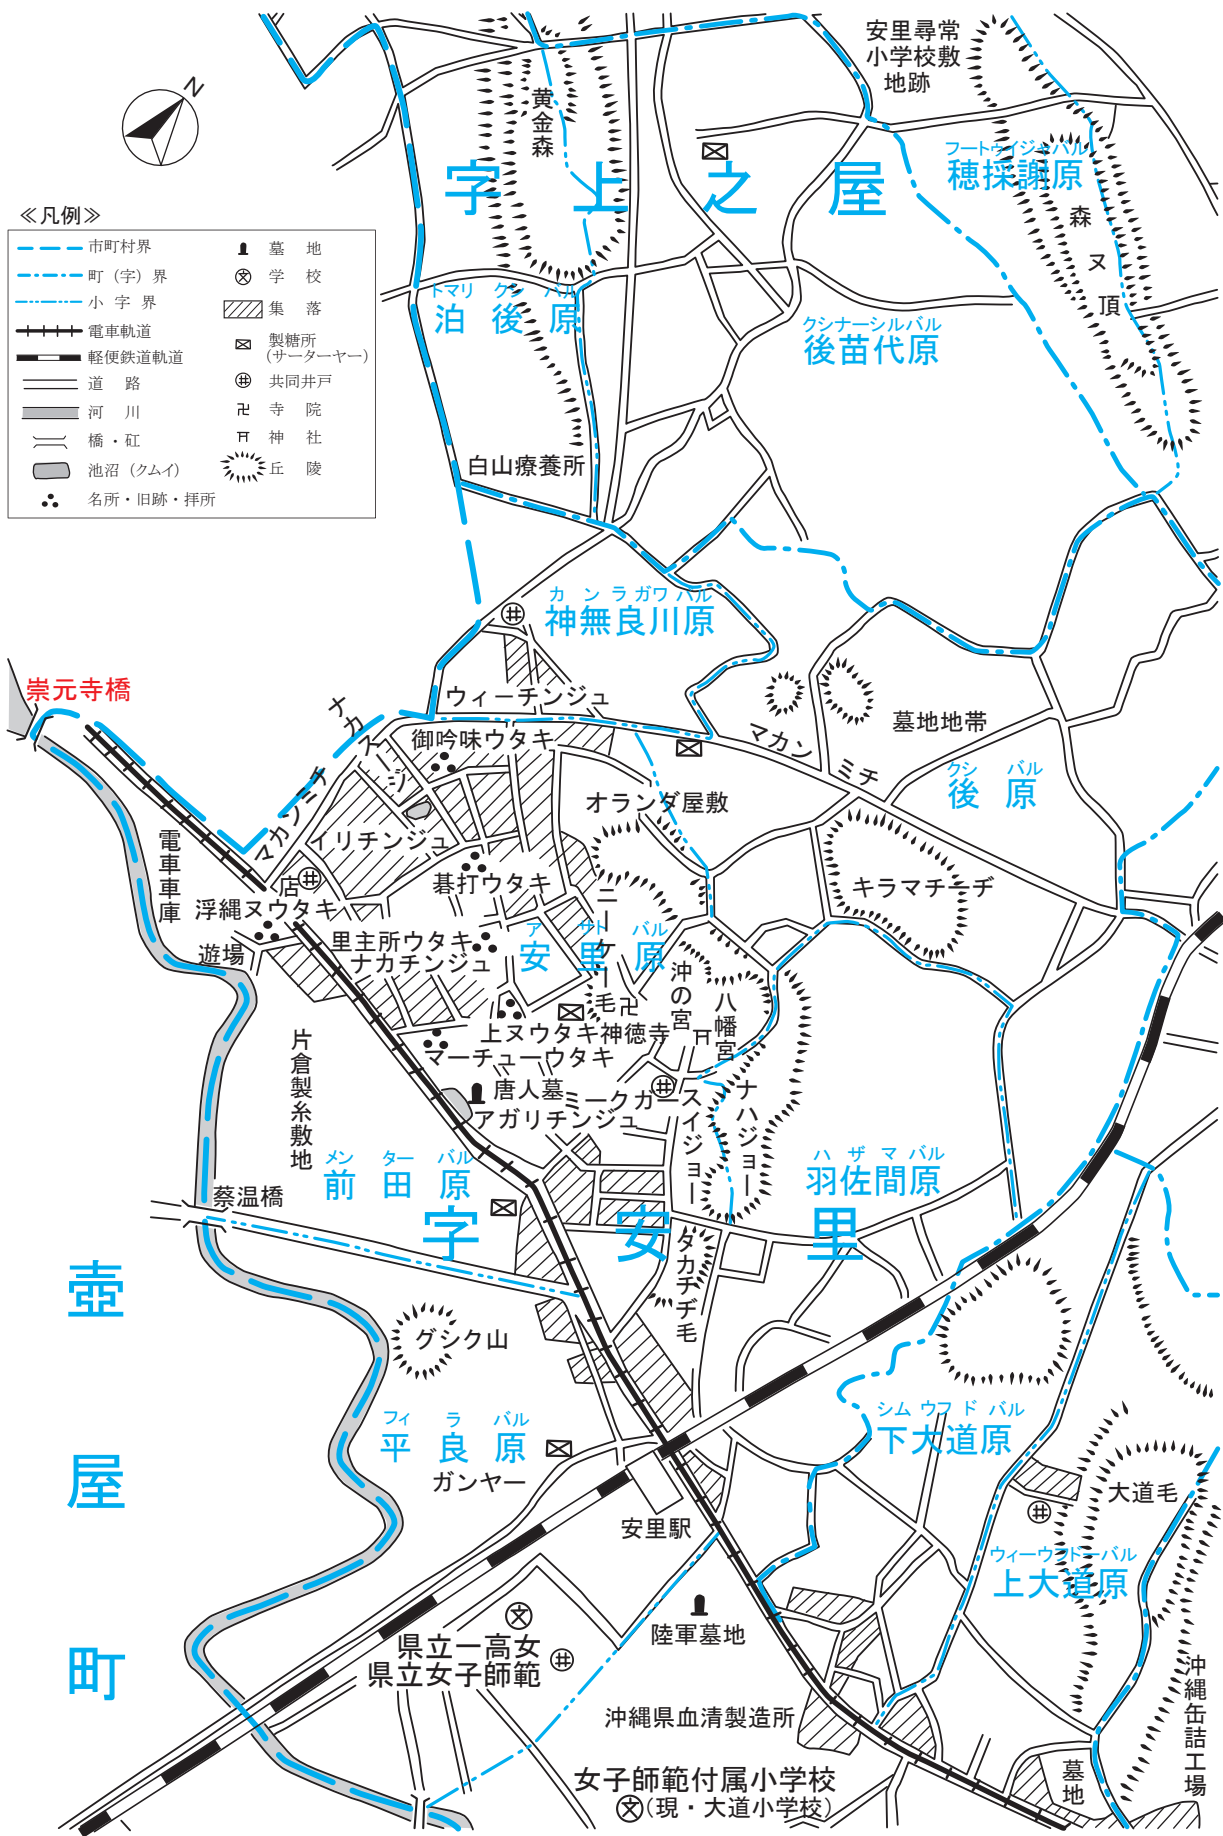 N
≪凡例≫
市町村界
町（字）界
小字界
電車軌道
軽便鉄道軌道
道路
河川
橋・矼
池沼（クムイ）
名所・旧跡・拝所
墓地
学校
集落
製糖所
（サーターヤー）
共同井戸
寺院
神社
丘陵
安里尋常
小学校敷
地跡
黄金森
字上之屋
フートゥイジャバル
穂採謝原
森ヌ頂
トマリ クシ バル
泊後原
クシナーシルバル
後苗代原
白山療養所
カンラガワバル
神無良川原
崇元寺橋
ウィーチンジュ
ナカスージ
御吟味ウタキ
マカンミチ
墓地地帯
マカンミチ
クシ バル
後原
オランダ屋敷
イリチンジュ
電車車庫
店
碁打ウタキ
キラマチーヂ
浮縄ヌウタキ
ニーケー毛
遊場
里主所ウタキ
ナカチンジュ
アサトバル
安里原
沖の宮
八幡宮
片倉製糸敷地
上ヌウタキ
神徳寺
マーチューウタキ
唐人墓
ミークガー
アガリチンジュ
スイジョー
ナハジョー
メンターバル
前田原
ハザマバル
羽佐間原
蔡温橋
字安里
タカヂヂ毛
壺屋町
グシク山
フィラバル
平良原
ガンヤー
シムウフドバル
下大道原
大道毛
安里駅
ウィーウフドーバル
上大道原
陸軍墓地
県立一高女
県立女子師範
沖縄県血清製造所
沖縄缶詰工場
女子師範付属小学校
（現・大道小学校）
墓地